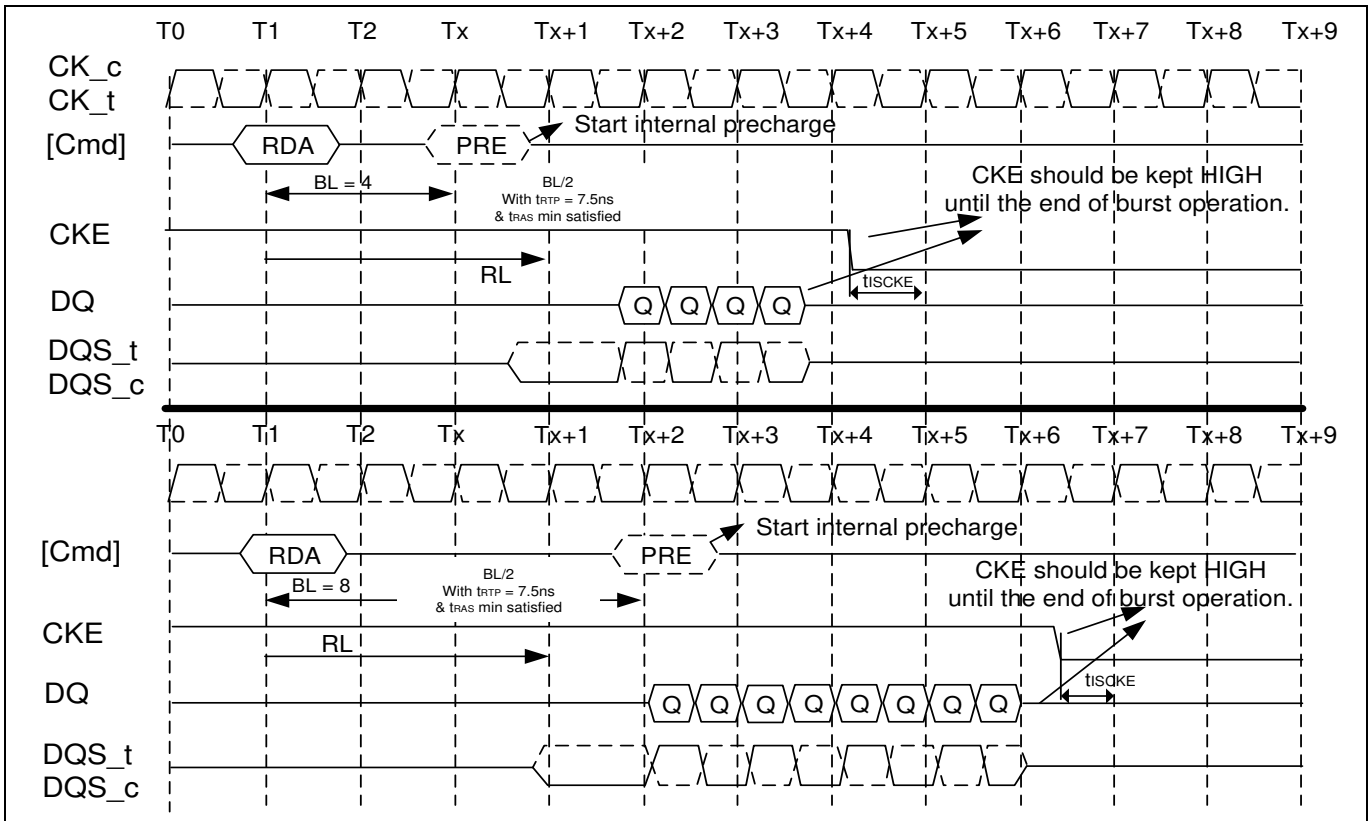 T0 T1 T2 Tx Tx+1 Tx+2 Tx+3 Tx+4 Tx+5 Tx+6 Tx+7 Tx+8 Tx+9
CK_c
CK_t
Start internal precharge
[Cmd] RDA PRE
BL = 4
BL/2
With tRTP = 7.5ns
& tRAS min satisfied
CKE should be kept HIGH
until the end of burst operation.
CKE
RL
tISCKE
DQ Q Q Q Q
DQS_t
DQS_c
T0 T1 T2 Tx Tx+1 Tx+2 Tx+3 Tx+4 Tx+5 Tx+6 Tx+7 Tx+8 Tx+9
Start internal precharge
[Cmd] RDA PRE
BL = 8
BL/2
With tRTP = 7.5ns
& tRAS min satisfied
CKE should be kept HIGH
until the end of burst operation.
CKE
RL
tISCKE
DQ Q Q Q Q Q Q Q Q
DQS_t
DQS_c